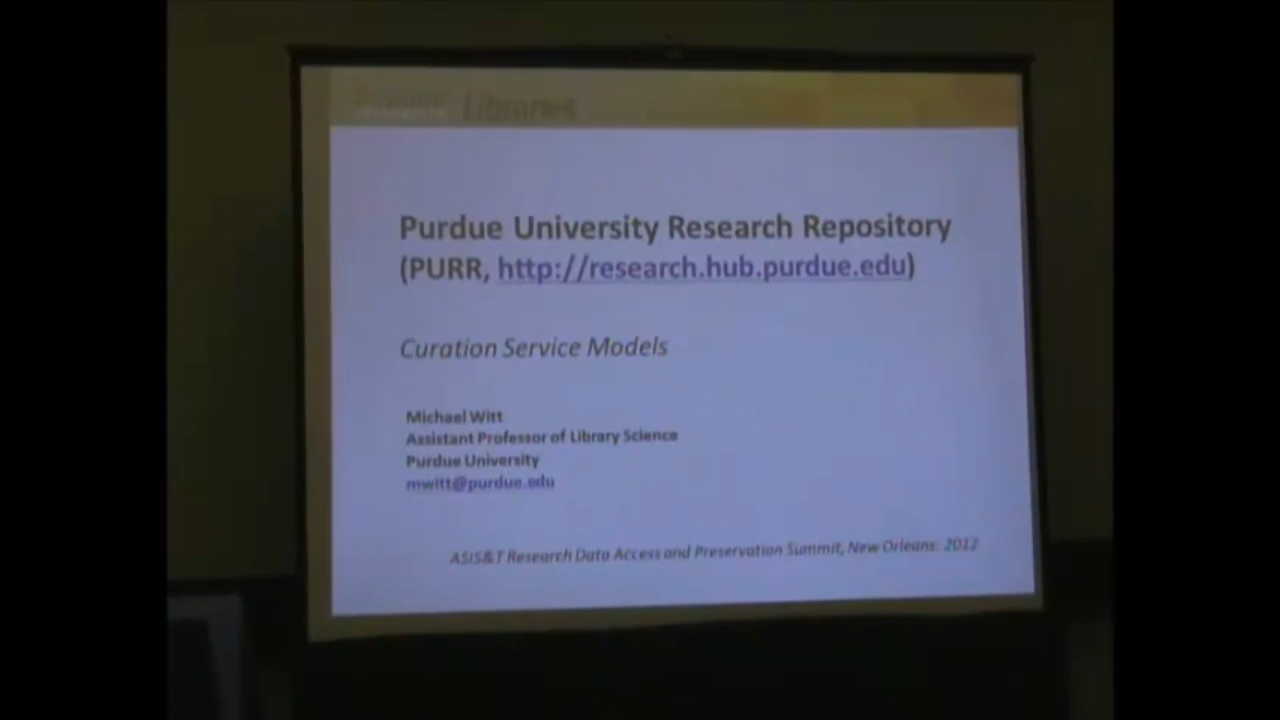 Libraries
Purdue University Research Repository
(PURR, http://research.hub.purdue.edu)
Curation Service Models
Michael Witt
Assistant Professor of Library Science
Purdue University
mwitt@purdue.edu
ASIS&T Research Data Access and Preservation Summit, New Orleans: 2012